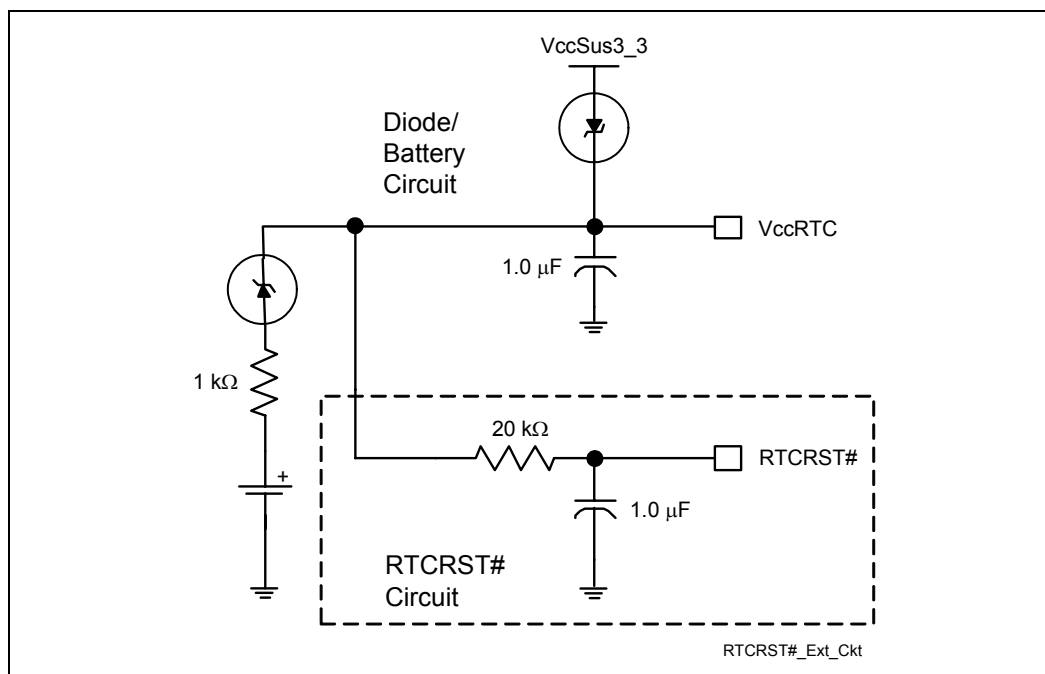 VccSus3_3
Diode/
Battery
Circuit
VccRTC
1.0 μF
1 kΩ
20 kΩ
+
RTCRST#
1.0 μF
RTCRST#
Circuit
RTCRST#_Ext_Ckt